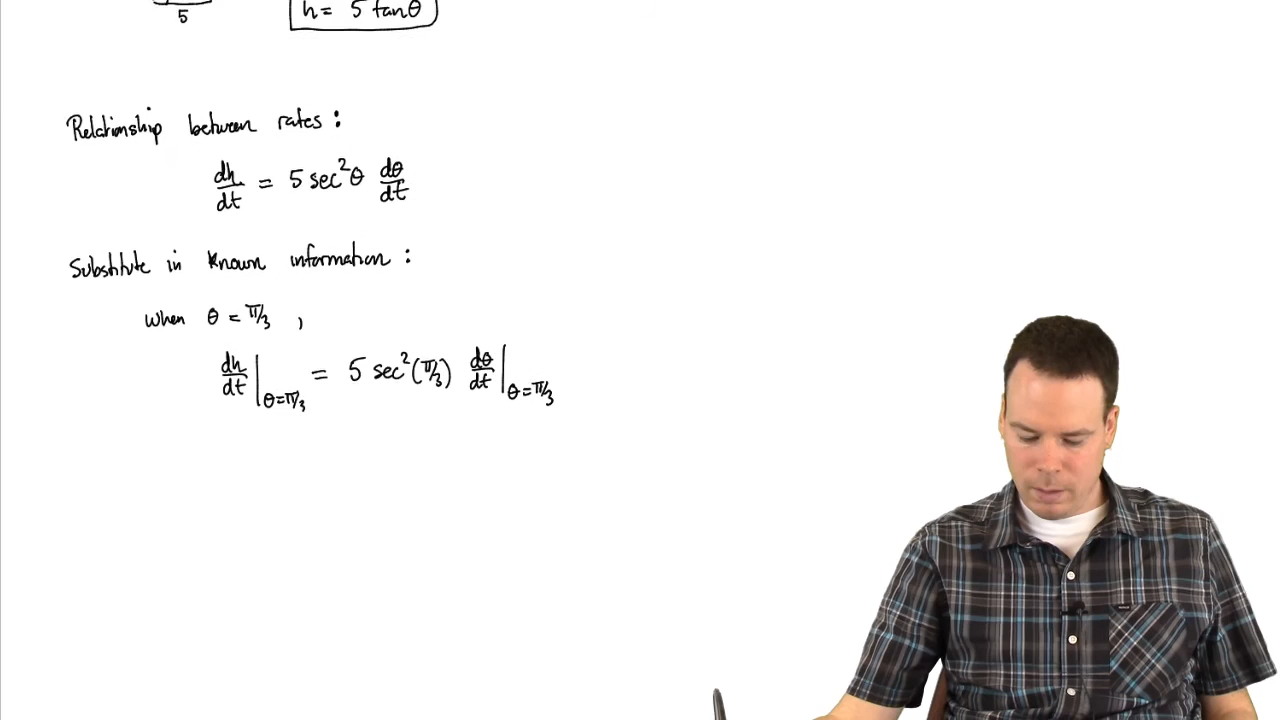 5
h = 5 tanθ
Relationship between rates:
dh/dt = 5 sec²θ dθ/dt
Substitute in known information:
when θ = π/3 ,
dh/dt |θ=π/3 = 5 sec²(π/3) dθ/dt |θ=π/3